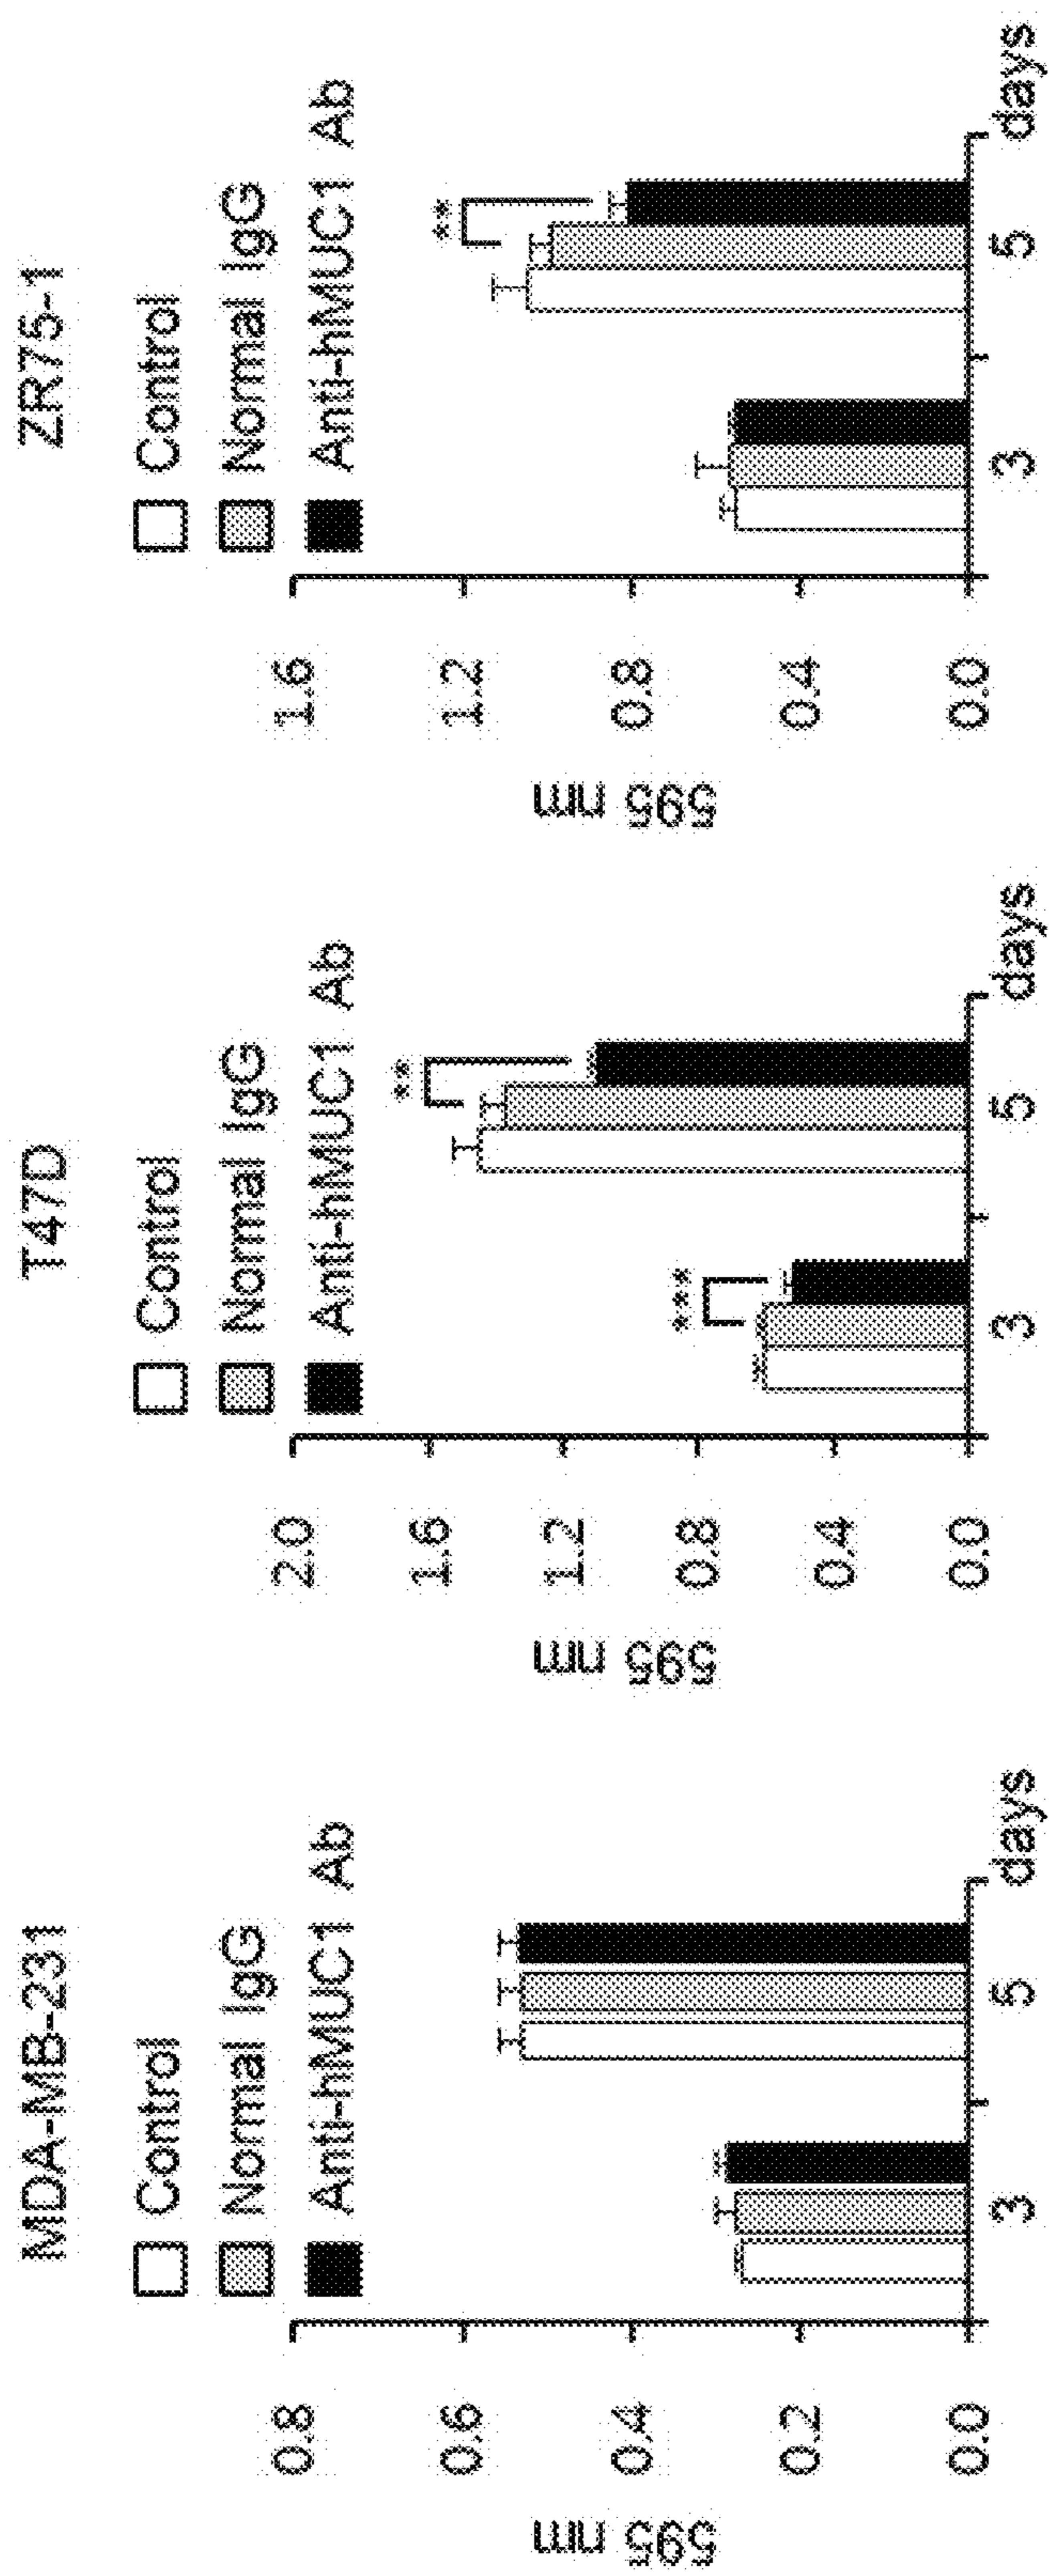 MDA-MB-231
Control
Normal IgG
Anti-hMUC1 Ab
595 nm
0.8
0.6
0.4
0.2
0.0
3
5
days
T47D
Control
Normal IgG
Anti-hMUC1 Ab
595 nm
2.0
1.6
1.2
0.8
0.4
0.0
***
**
3
5
days
ZR75-1
Control
Normal IgG
Anti-hMUC1 Ab
595 nm
1.6
1.2
0.8
0.4
0.0
**
3
5
days